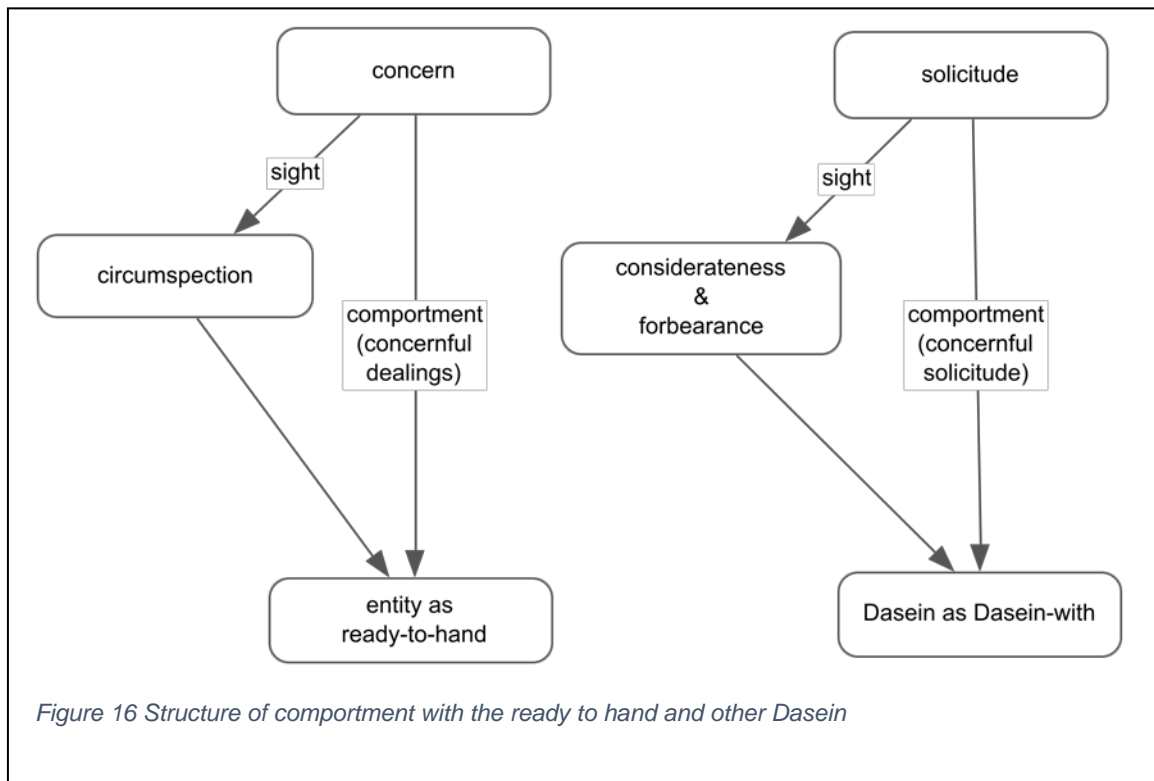 concern
sight
circumspection
comportment
(concernful
dealings)
entity as
ready-to-hand
solicitude
sight
considerateness
&
forbearance
comportment
(concernful
solicitude)
Dasein as Dasein-with
Figure 16 Structure of comportment with the ready to hand and other Dasein